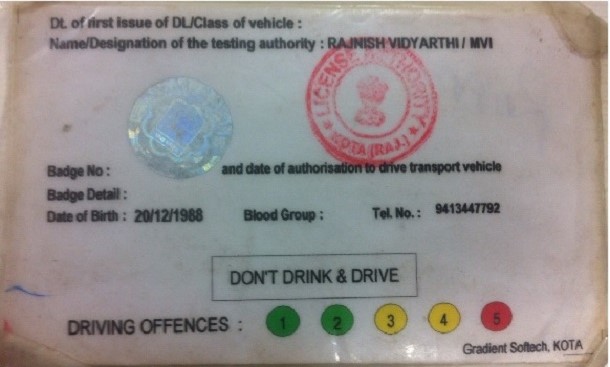 Dt. of first Issue of DL/Class of vehicle :
Name/Designation of the testing authority : RAJNISH VIDYARTHI / MVI
LICENSE AUTHORITY
KOTA (RAJ.)
Badge No : and date of authorisation to drive transport vehicle
Badge Detail :
Date of Birth : 20/12/1988 Blood Group : Tel. No. : 9413447792
DON'T DRINK & DRIVE
DRIVING OFFENCES : 1 2 3 4 5
Gradient Softech, KOTA